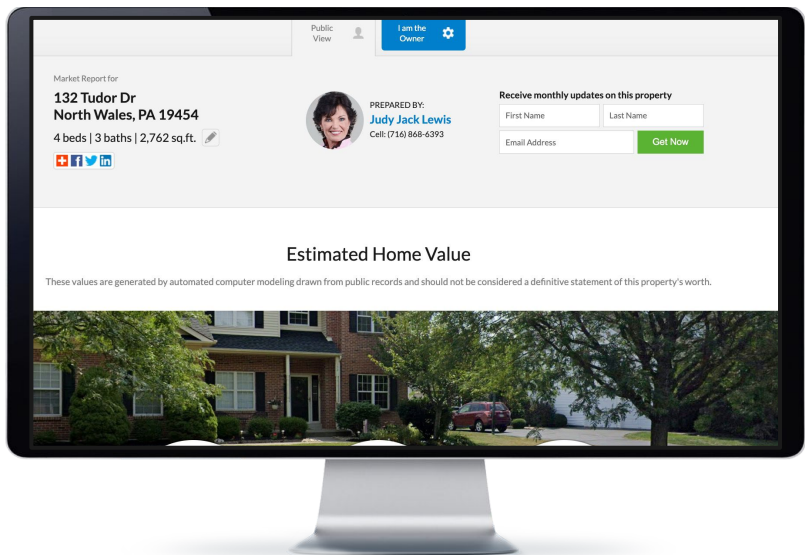 Public
View
I am the
Owner
Market Report for
132 Tudor Dr
North Wales, PA 19454
4 beds | 3 baths | 2,762 sq.ft.
PREPARED BY:
Judy Jack Lewis
Cell: (716) 868-6393
Receive monthly updates on this property
First Name
Last Name
Email Address
Get Now
Estimated Home Value
These values are generated by automated computer modeling drawn from public records and should not be considered a definitive statement of this property's worth.